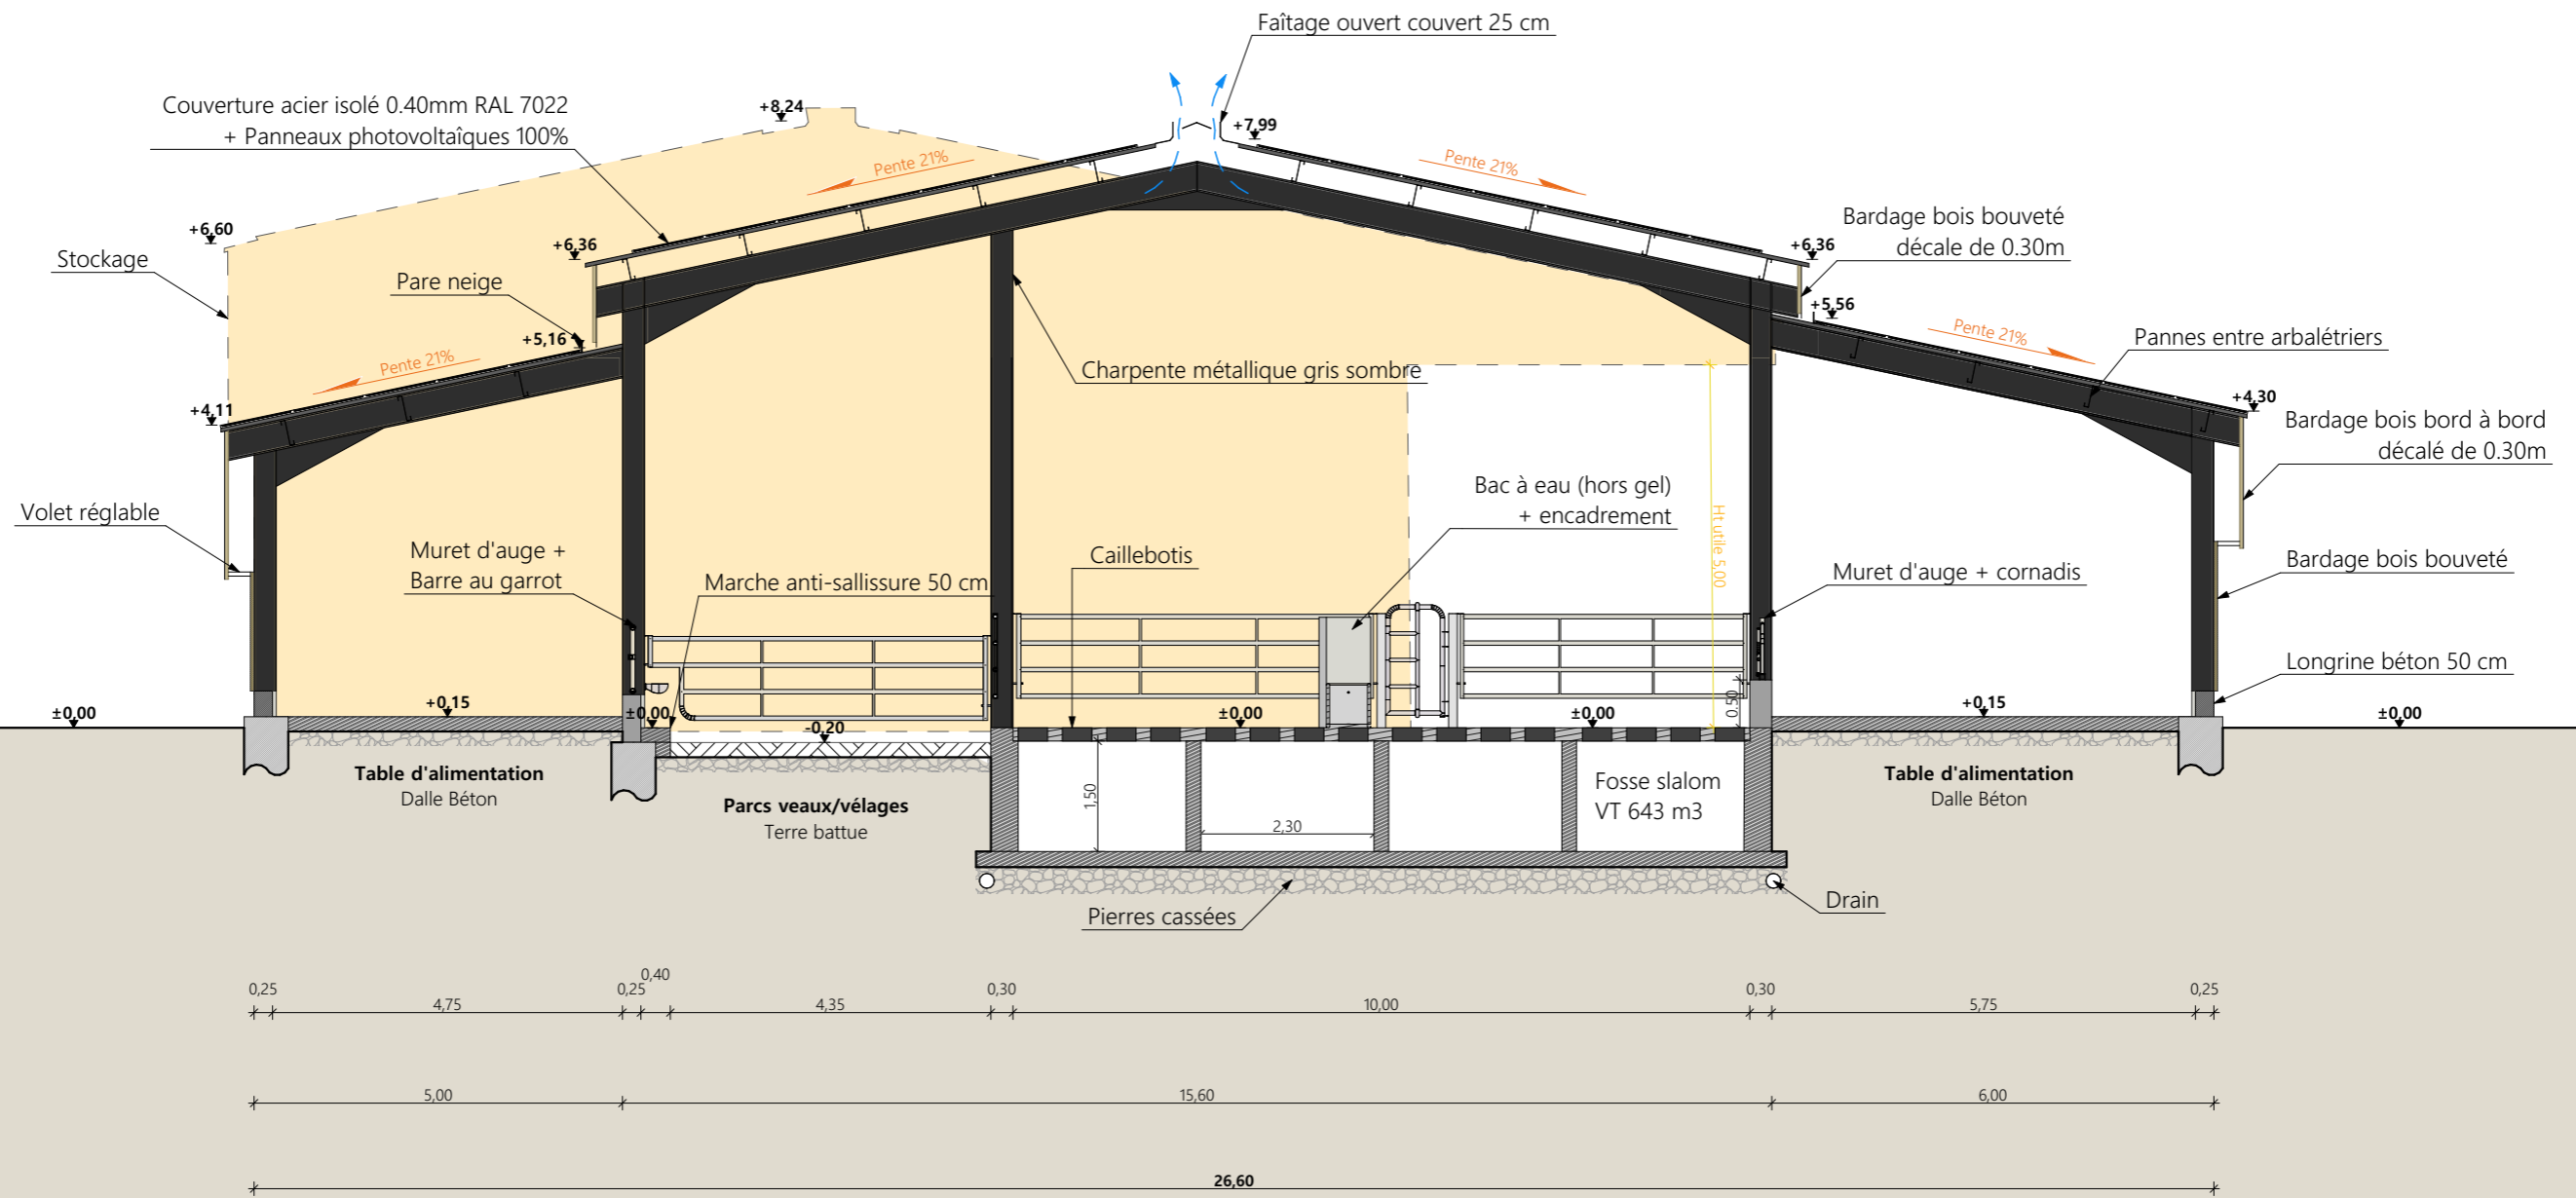 Faîtage ouvert couvert 25 cm
Couverture acier isolé 0.40mm RAL 7022
+ Panneaux photovoltaîques 100%
+8,24
+7,99
Pente 21%
Pente 21%
+6,60
+6,36
+6,36
Bardage bois bouveté
décale de 0.30m
Stockage
Pare neige
+5,16
+5,56
Pente 21%
Pente 21%
Pannes entre arbalétriers
Charpente métallique gris sombre
+4,11
+4,30
Bardage bois bord à bord
décalé de 0.30m
Volet réglable
Bac à eau (hors gel)
+ encadrement
Ht utile 5,00
Muret d'auge +
Barre au garrot
Marche anti-sallissure 50 cm
Caillebotis
Muret d'auge + cornadis
Bardage bois bouveté
Longrine béton 50 cm
±0,00
+0,15
±0,00
-0,20
±0,00
±0,00
0.50
+0,15
±0,00
Table d'alimentation
Dalle Béton
Parcs veaux/vélages
Terre battue
1,50
2,30
Fosse slalom
VT 643 m3
Table d'alimentation
Dalle Béton
Pierres cassées
Drain
0,25
4,75
0,25
0,40
4,35
0,30
10,00
0,30
5,75
0,25
5,00
15,60
6,00
26,60